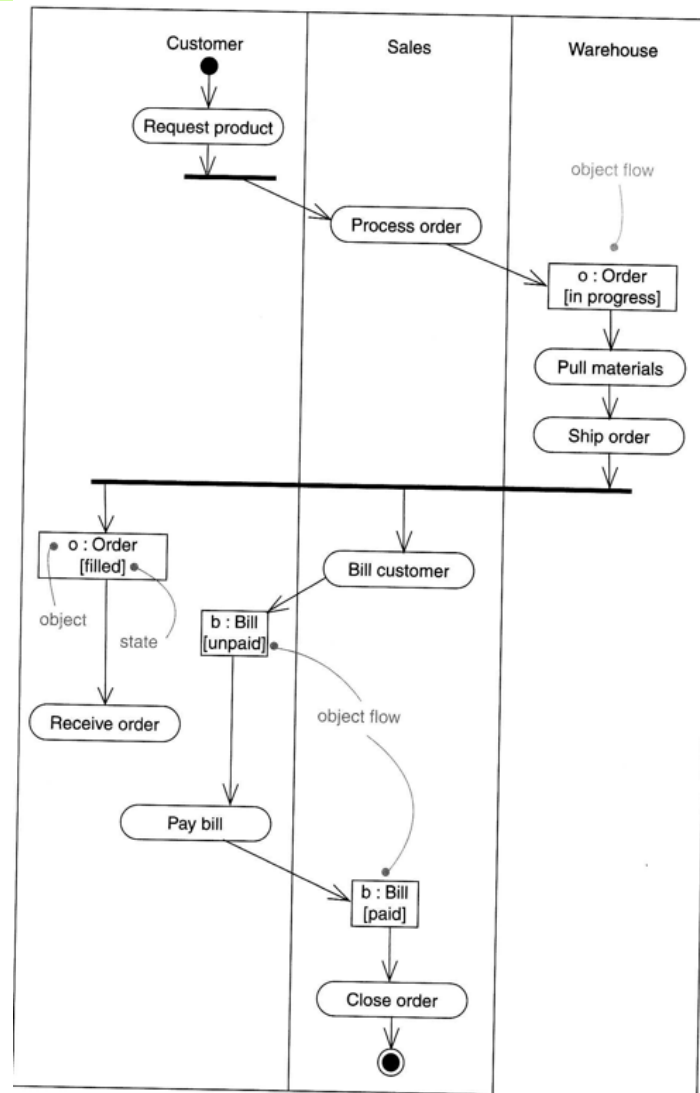 Customer
Sales
Warehouse
Request product
object flow
Process order
o : Order
[in progress]
Pull materials
Ship order
o : Order
[filled]
Bill customer
object
state
b : Bill
[unpaid]
object flow
Receive order
Pay bill
b : Bill
[paid]
Close order